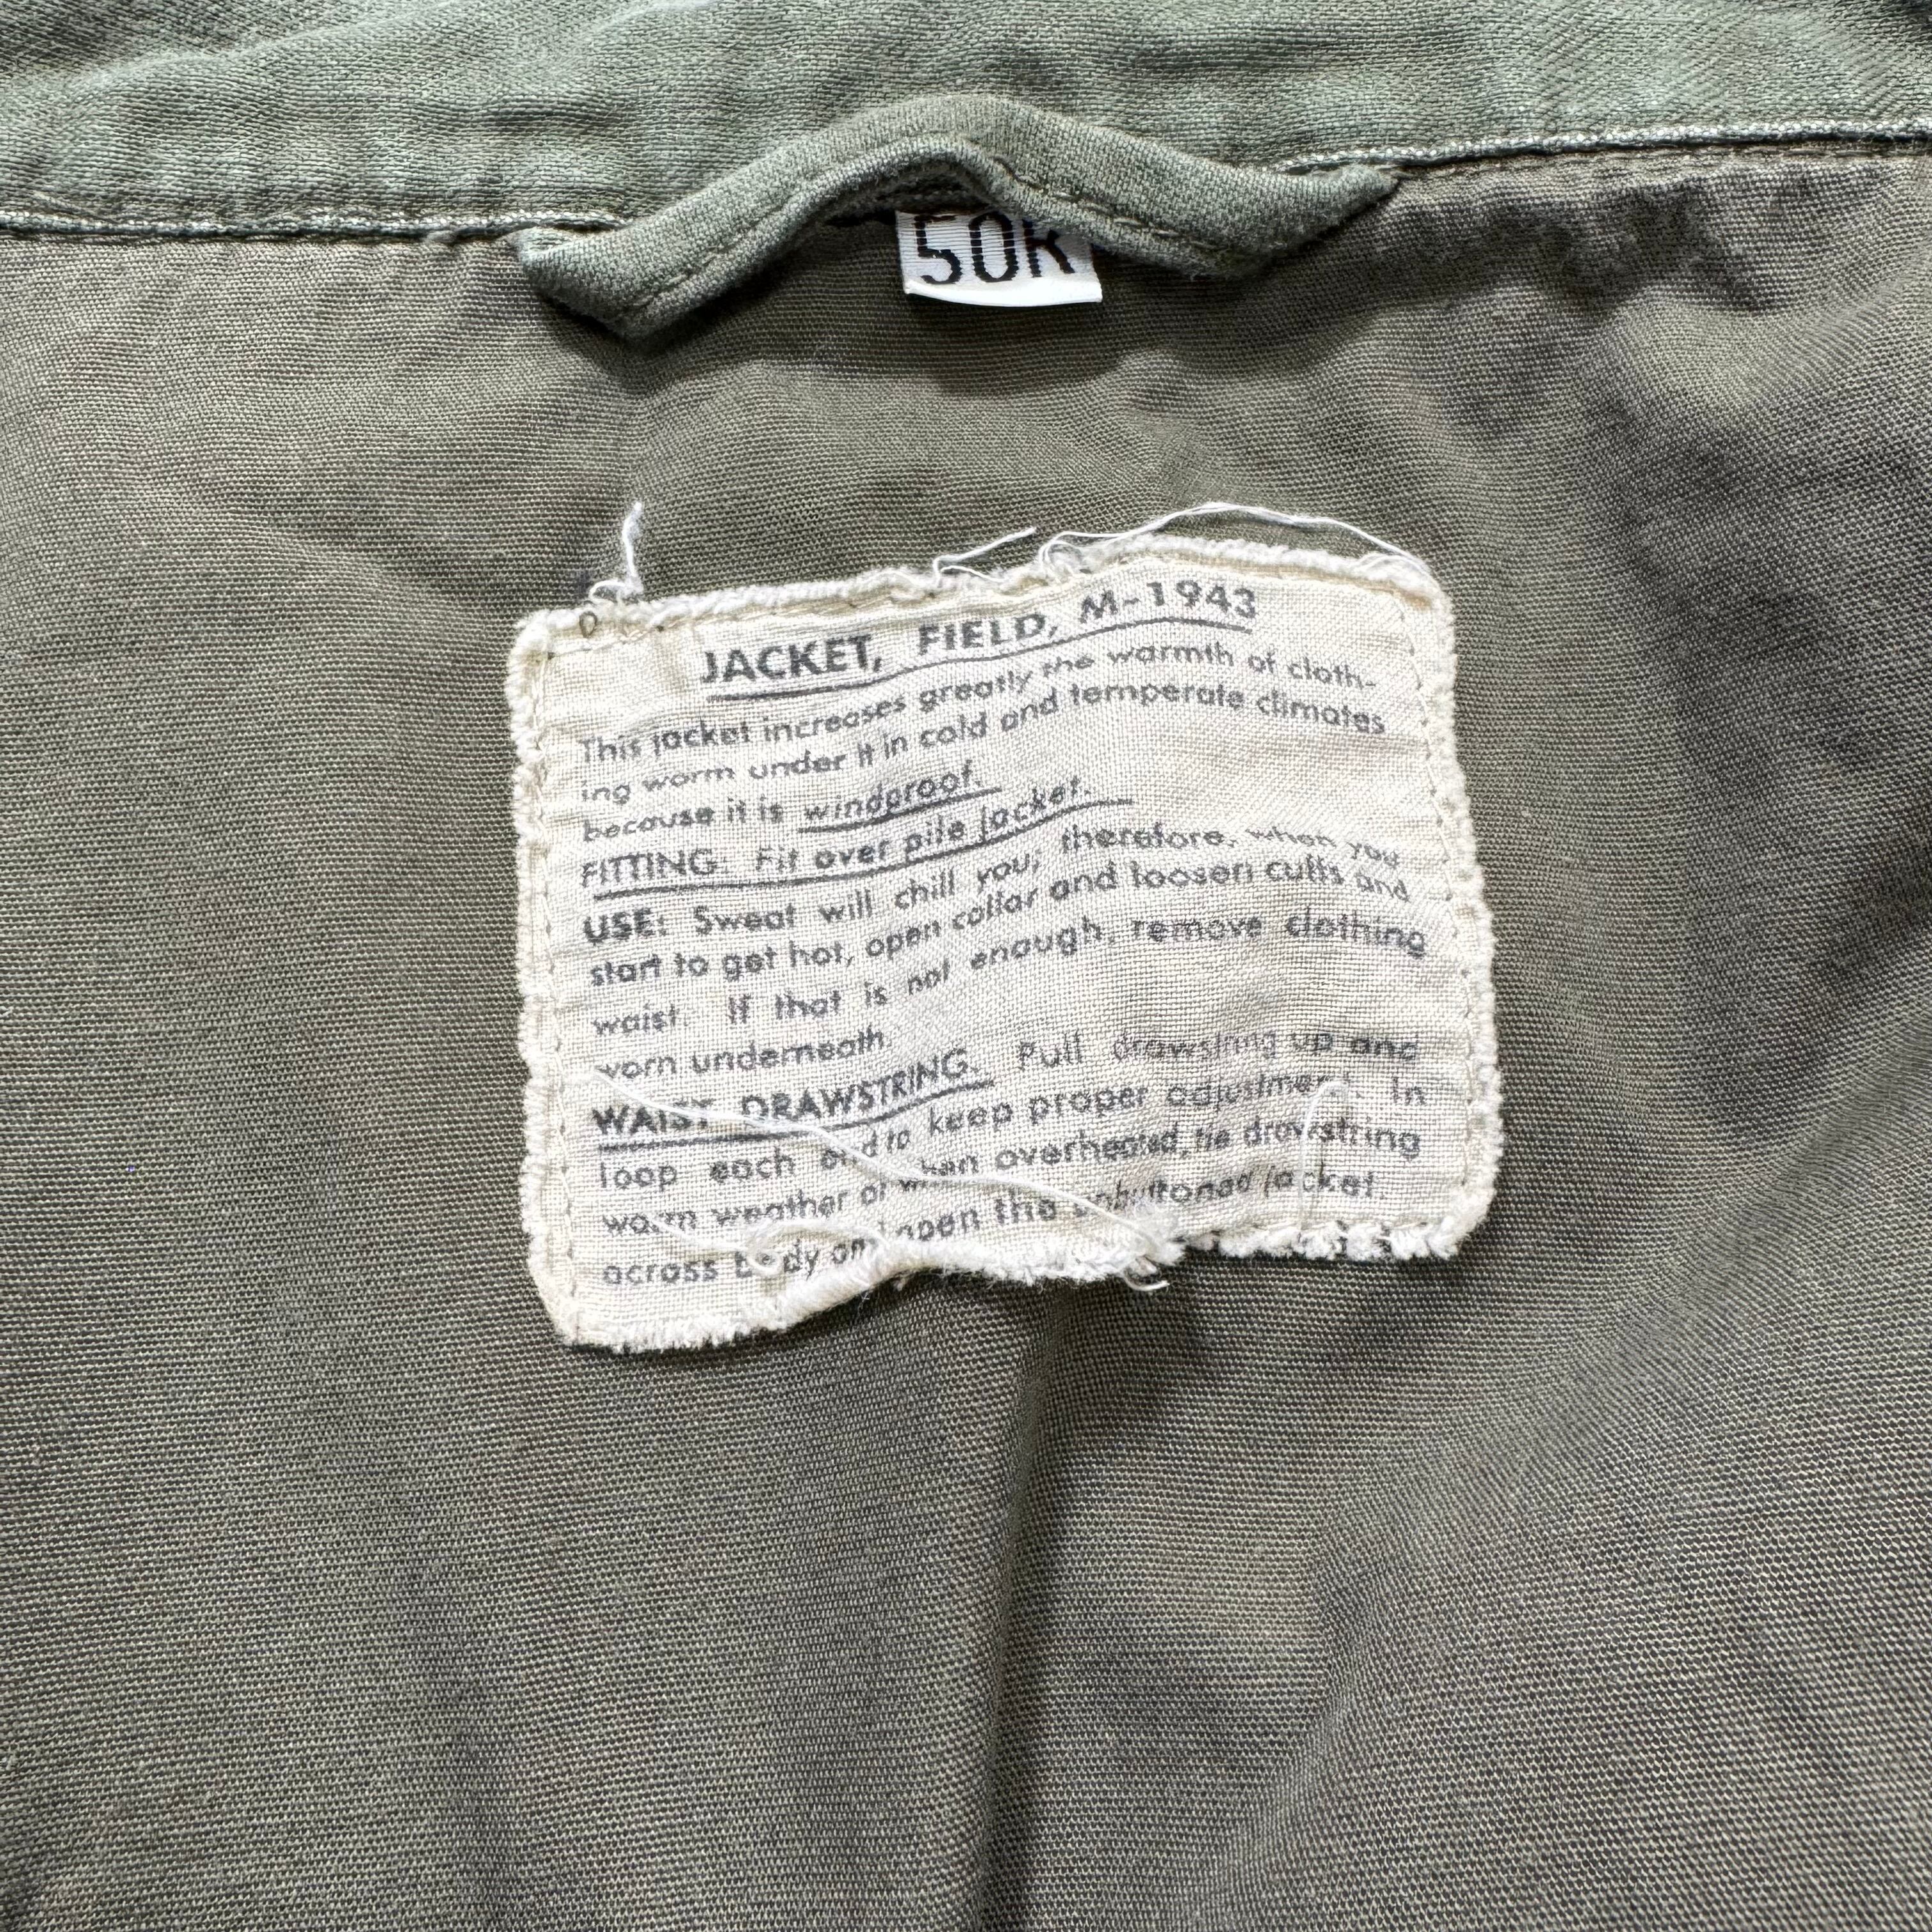 50R
JACKET, FIELD, M-1943
This jacket increases greatly the warmth of cloth-
ing worn under it in cold and temperate climates
because it is windproof.
FITTING: Fit over pile jacket.
USE: Sweat will chill you; therefore, when you
start to get hot, open collar and loosen cuffs and
waist. If that is not enough, remove clothing
worn underneath.
WAIST DRAWSTRING. Pull drawstring up and
loop each end to keep proper adjustment. In
warm weather or when overheated, tie drawstring
across body and open the unbuttoned jacket.